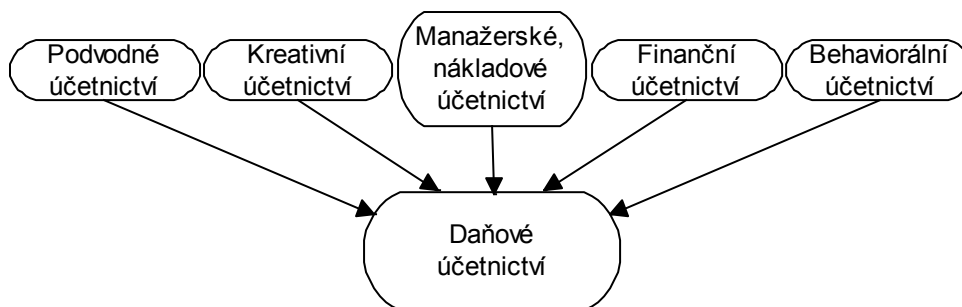 Podvodné
účetnictví
Kreativní
účetnictví
Manažerské,
nákladové
účetnictví
Finanční
účetnictví
Behaviorální
účetnictví
Daňové
účetnictví